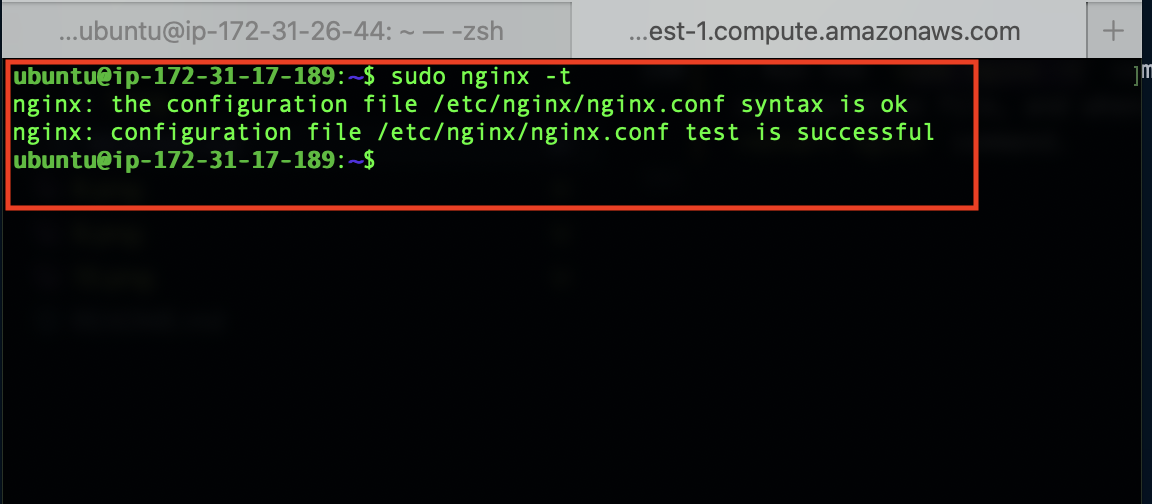 ...ubuntu@ip-172-31-26-44: ~ — -zsh
...est-1.compute.amazonaws.com
+
ubuntu@ip-172-31-17-189:~$ sudo nginx -t
nginx: the configuration file /etc/nginx/nginx.conf syntax is ok
nginx: configuration file /etc/nginx/nginx.conf test is successful
ubuntu@ip-172-31-17-189:~$